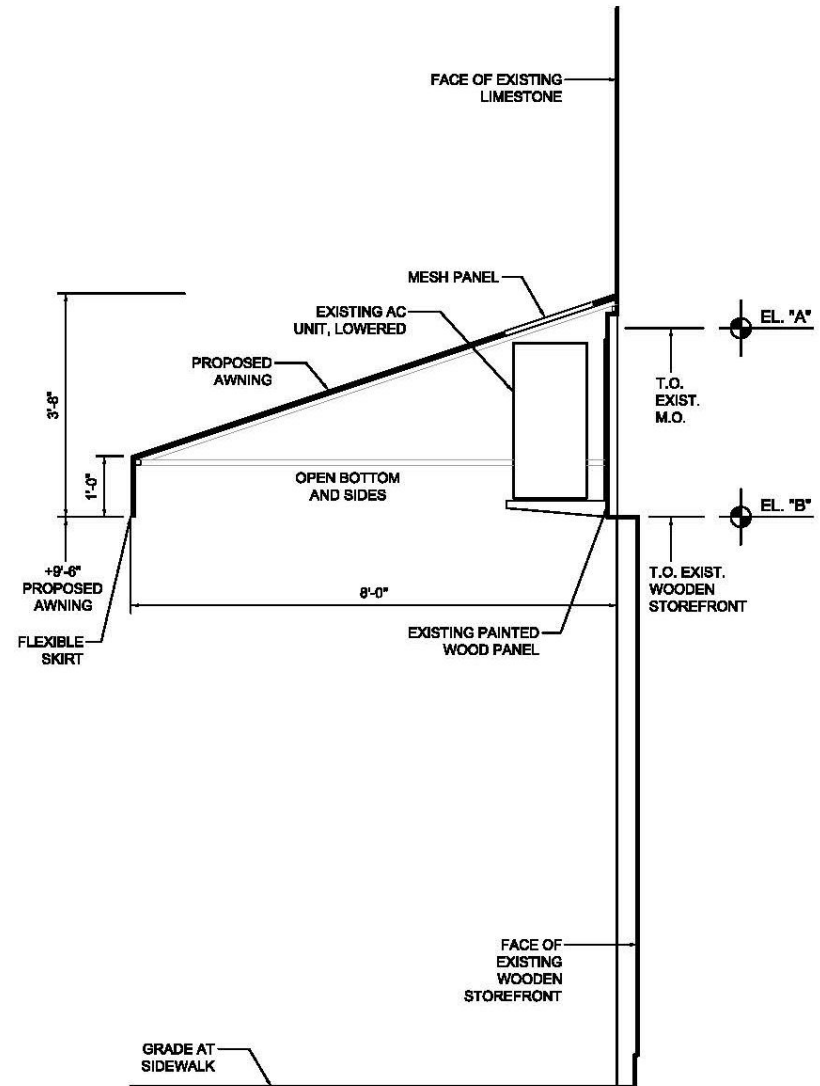 FACE OF EXISTING
LIMESTONE
MESH PANEL
EXISTING AC
UNIT, LOWERED
EL. "A"
PROPOSED
AWNING
T.O.
EXIST.
M.O.
3'-8"
1'-0"
OPEN BOTTOM
AND SIDES
EL. "B"
+9'-6"
PROPOSED
AWNING
8'-0"
T.O. EXIST.
WOODEN
STOREFRONT
FLEXIBLE
SKIRT
EXISTING PAINTED
WOOD PANEL
FACE OF
EXISTING
WOODEN
STOREFRONT
GRADE AT
SIDEWALK